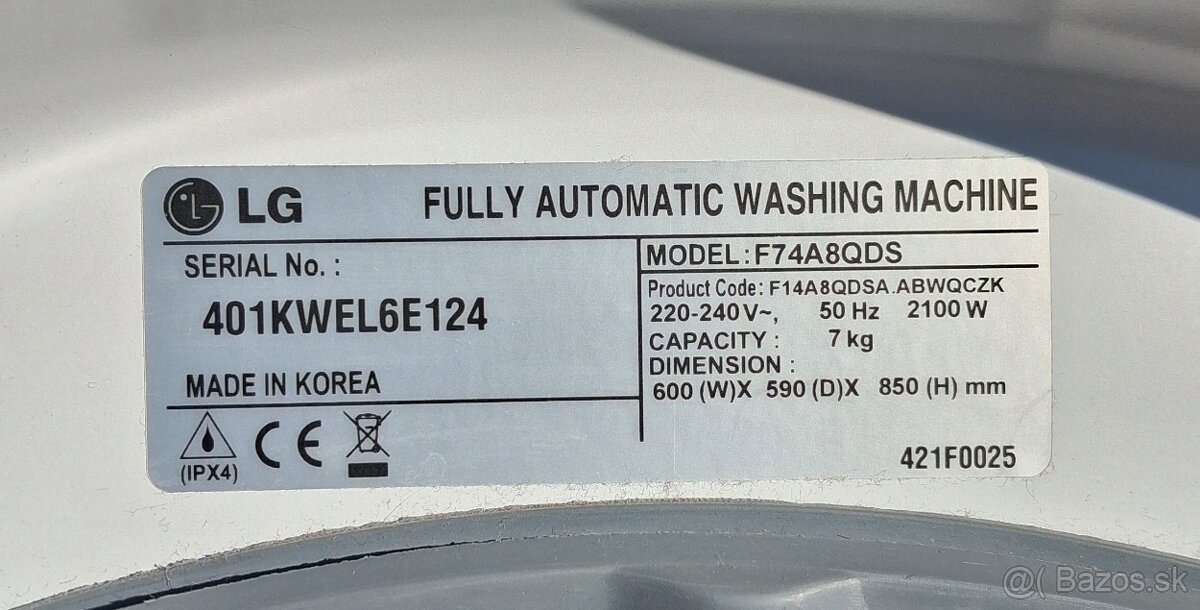 LG FULLY AUTOMATIC WASHING MACHINE
SERIAL No. :
401KWEL6E124
MADE IN KOREA
(IPX4) CE
MODEL:F74A8QDS
Product Code: F14A8QDSA.ABWQCZK
220-240V~, 50 Hz 2100 W
CAPACITY : 7 kg
DIMENSION :
600 (W)X 590 (D)X 850 (H) mm
421F0025
@( Bazos.sk